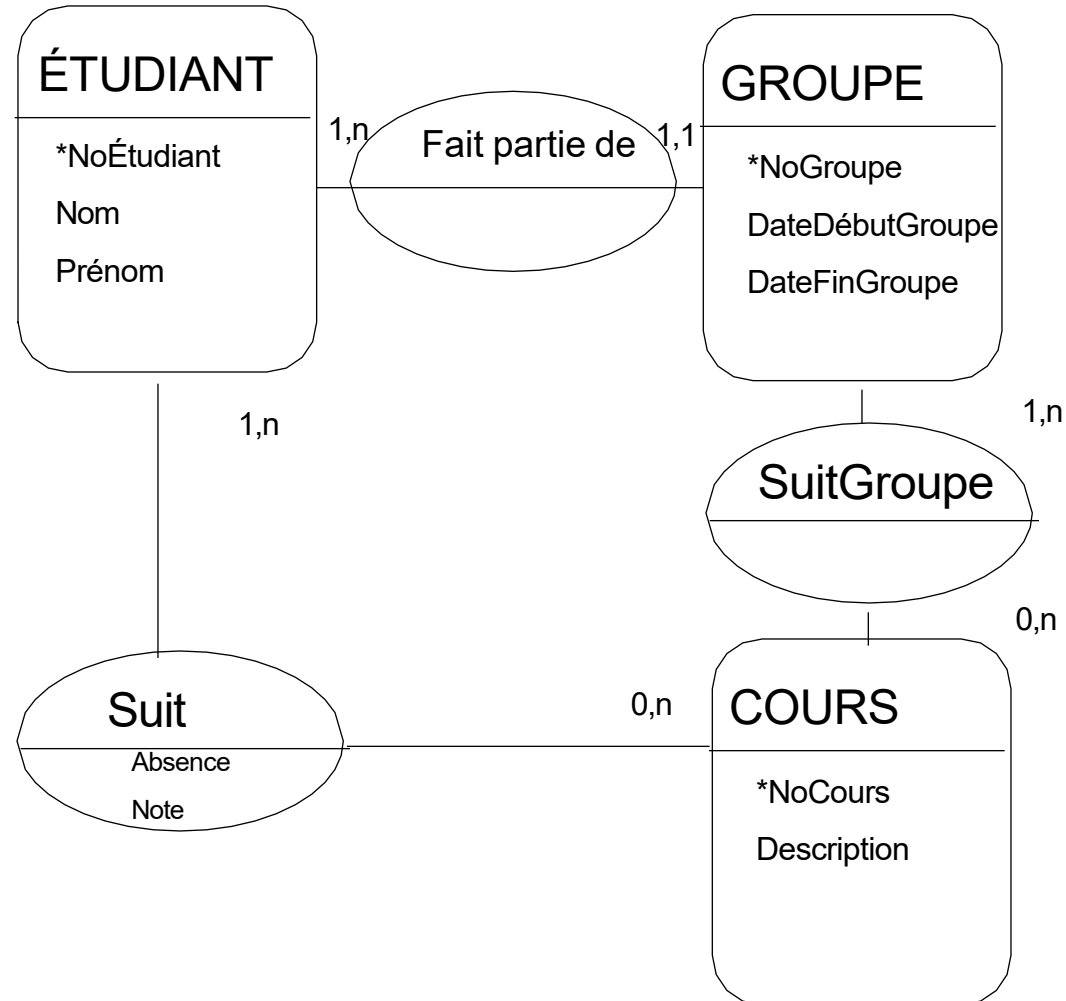 ÉTUDIANT
*NoÉtudiant
Nom
Prénom
1,n
Fait partie de
1,1
GROUPE
*NoGroupe
DateDébutGroupe
DateFinGroupe
1,n
1,n
SuitGroupe
0,n
Suit
Absence
Note
0,n
COURS
*NoCours
Description